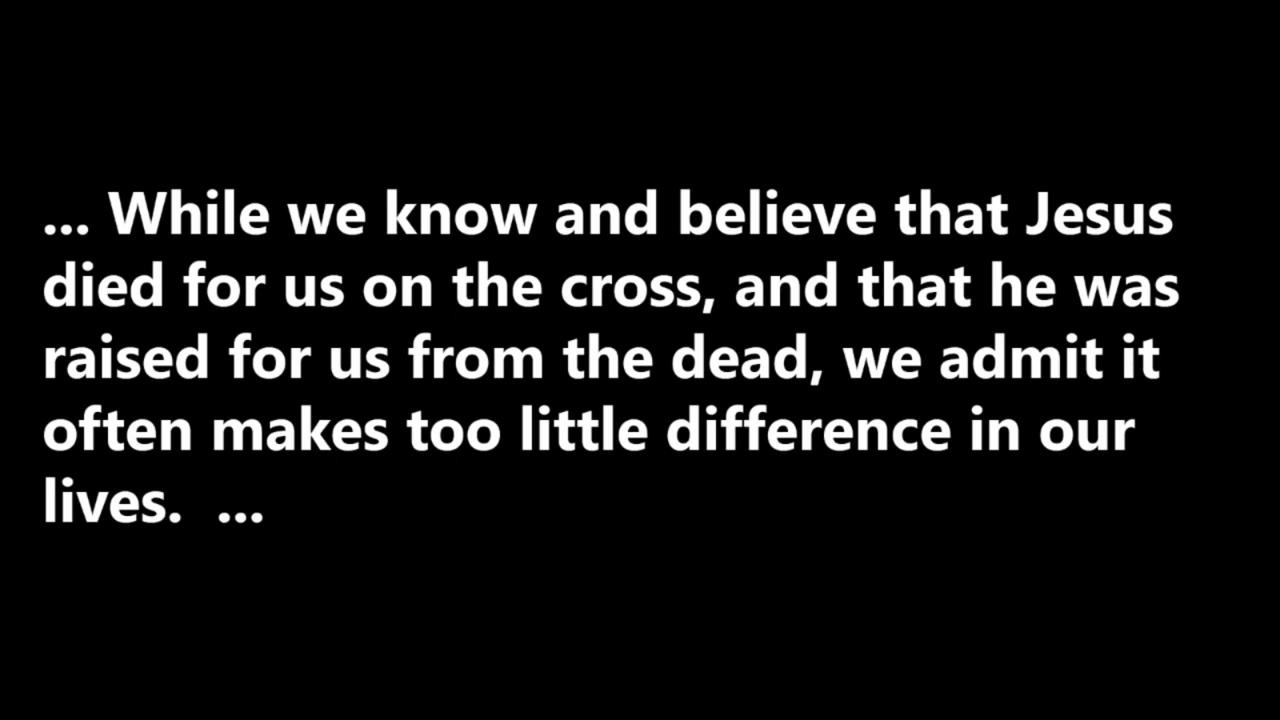 ... While we know and believe that Jesus
died for us on the cross, and that he was
raised for us from the dead, we admit it
often makes too little difference in our
lives.  ...